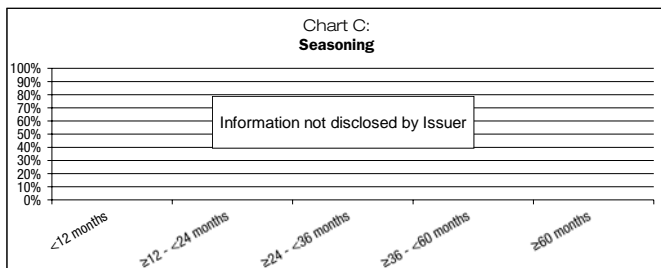 Chart C:
Seasoning
100%
90%
80%
70%
60%
50%
40%
30%
20%
10%
0%
Information not disclosed by Issuer
<12 months
≥12 - <24 months
≥24 - <36 months
≥36 - <60 months
≥60 months